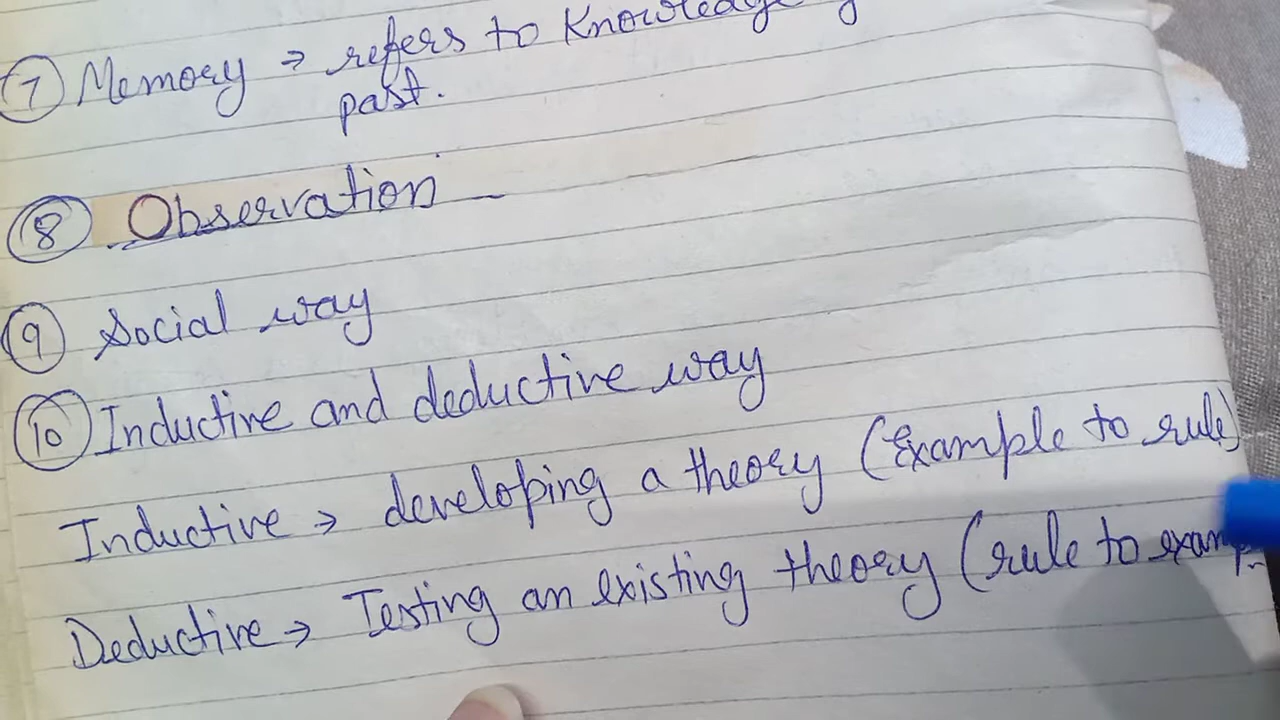 7 Memory → refers to Knowledge
past.
8 Observation —
9 Social way
10 Inductive and deductive way
Inductive → developing a theory (Example to rule)
Deductive → Testing an existing theory (rule to